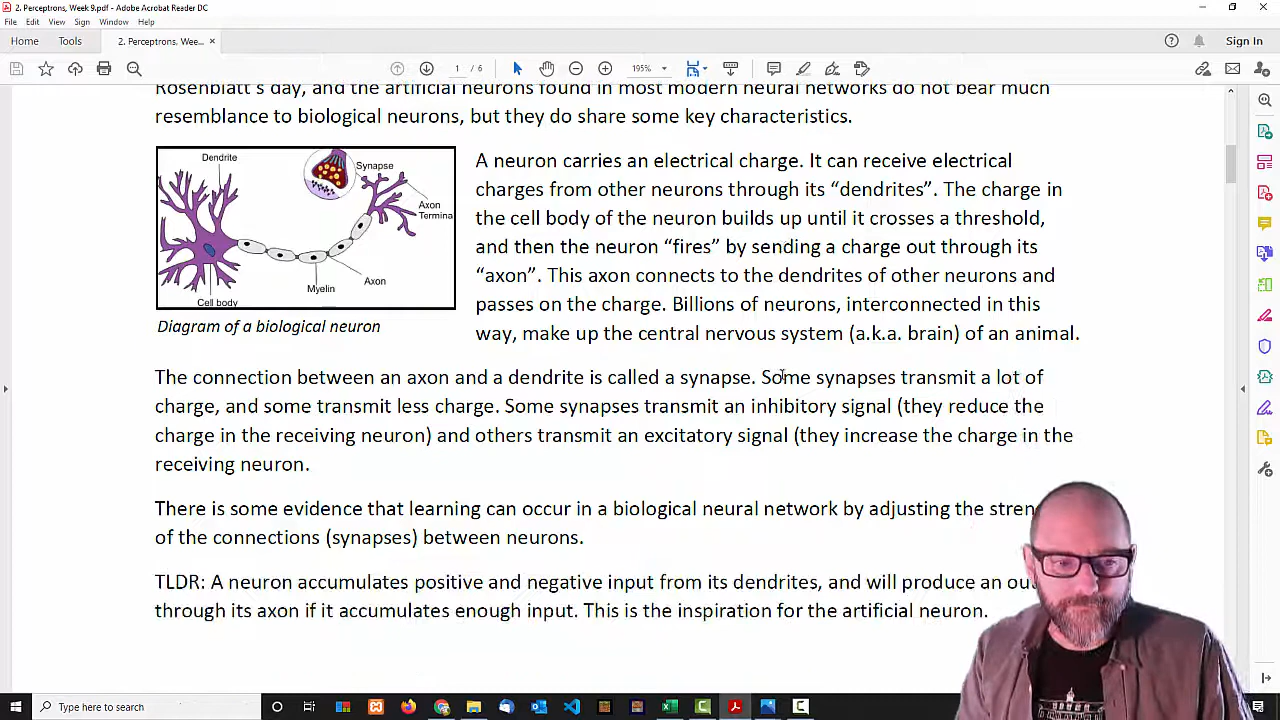 2. Perceptrons, Week 9.pdf - Adobe Acrobat Reader DC
File Edit View Sign Window Help
Home Tools 2. Perceptrons, Wee... × Sign In
1 / 6 195%
Rosenblatt's day, and the artificial neurons found in most modern neural networks do not bear much
resemblance to biological neurons, but they do share some key characteristics.
Dendrite
Synapse
Axon
Termina
Axon
Myelin
Cell body
Diagram of a biological neuron
A neuron carries an electrical charge. It can receive electrical
charges from other neurons through its “dendrites”. The charge in
the cell body of the neuron builds up until it crosses a threshold,
and then the neuron “fires” by sending a charge out through its
“axon”. This axon connects to the dendrites of other neurons and
passes on the charge. Billions of neurons, interconnected in this
way, make up the central nervous system (a.k.a. brain) of an animal.
The connection between an axon and a dendrite is called a synapse. Some synapses transmit a lot of
charge, and some transmit less charge. Some synapses transmit an inhibitory signal (they reduce the
charge in the receiving neuron) and others transmit an excitatory signal (they increase the charge in the
receiving neuron.
There is some evidence that learning can occur in a biological neural network by adjusting the stren
of the connections (synapses) between neurons.
TLDR: A neuron accumulates positive and negative input from its dendrites, and will produce an ou
through its axon if it accumulates enough input. This is the inspiration for the artificial neuron.
Type here to search